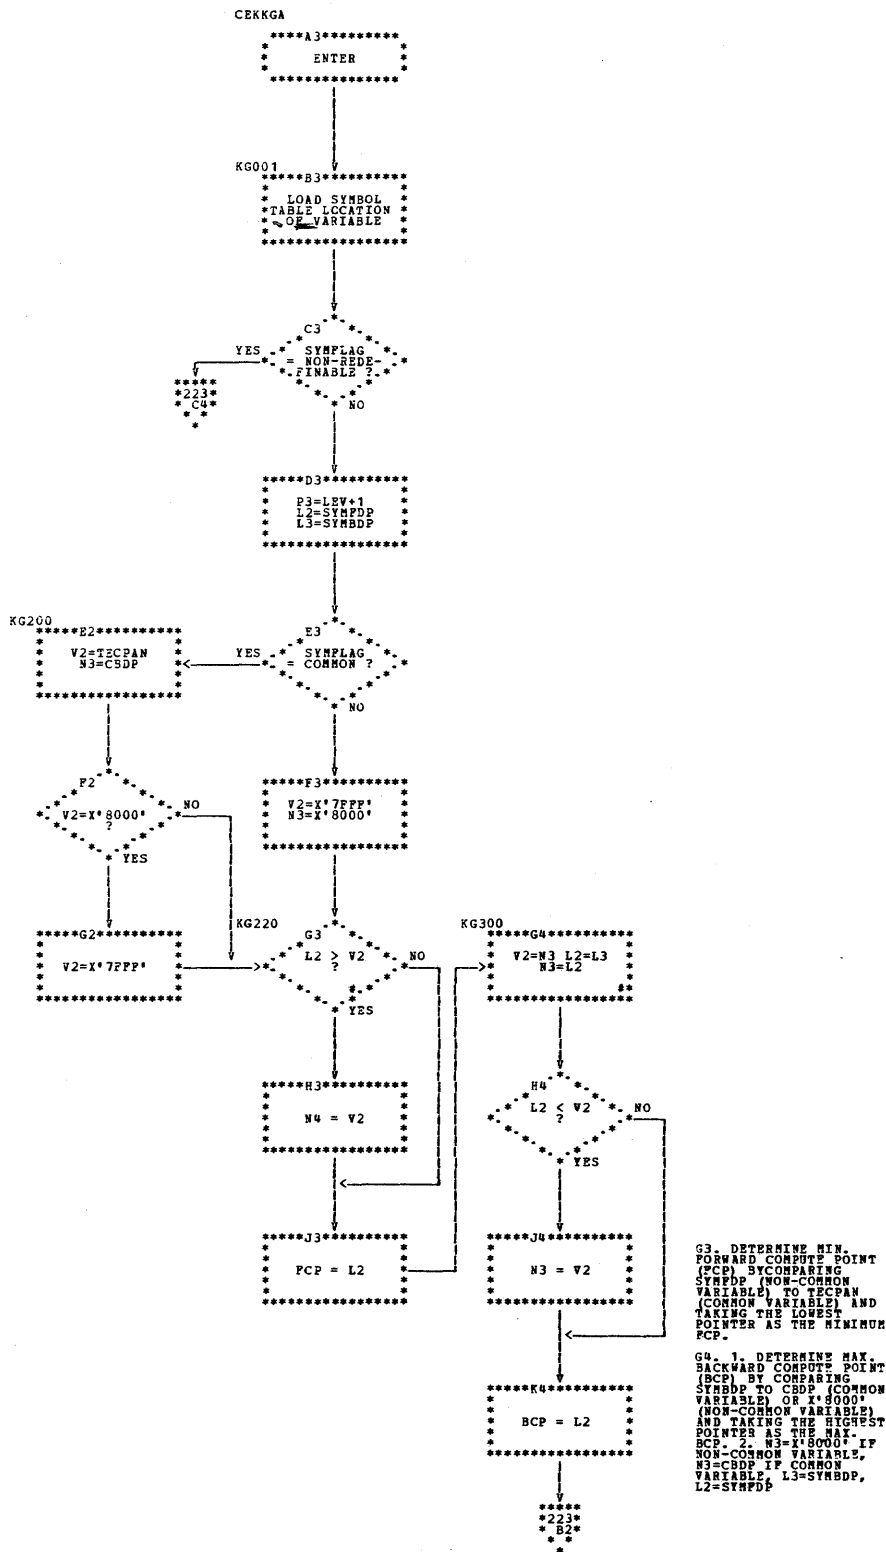 CEKKGA
A3
ENTER
KG001
B3
LOAD SYMBOL
TABLE LOCATION
OF VARIABLE
C3
YES
SYMFLAG
= NON-REDE-
FINABLE ?
NO
223
C4
D3
P3=LEV+1
L2=SYMFDP
L3=SYMBDP
KG200
E2
V2=TECPAN
N3=CBDP
E3
YES
SYMFLAG
= COMMON ?
NO
F2
V2=X'8000'
?
NO
YES
F3
V2=X'7FFF'
N3=X'8000'
G2
V2=X'7FFF'
KG220
G3
L2 > V2
?
NO
YES
KG300
G4
V2=N3 L2=L3
N3=L2
H3
N4 = V2
H4
L2 < V2
?
NO
YES
J3
FCP = L2
J4
N3 = V2
K4
BCP = L2
223
B2
G3. DETERMINE MIN.
FORWARD COMPUTE POINT
(FCP) BYCOMPARING
SYMFDP (NON-COMMON
VARIABLE) TO TECPAN
(COMMON VARIABLE) AND
TAKING THE LOWEST
POINTER AS THE MINIMUM
FCP.
G4. 1. DETERMINE MAX.
BACKWARD COMPUTE POINT
(BCP) BY COMPARING
SYMBDP TO CBDP (COMMON
VARIABLE) OR X'8000'
(NON-COMMON VARIABLE)
AND TAKING THE HIGHEST
POINTER AS THE MAX.
BCP. 2. N3=X'8000' IF
NON-COMMON VARIABLE,
N3=CBDP IF COMMON
VARIABLE, L3=SYMBDP,
L2=SYMFDP